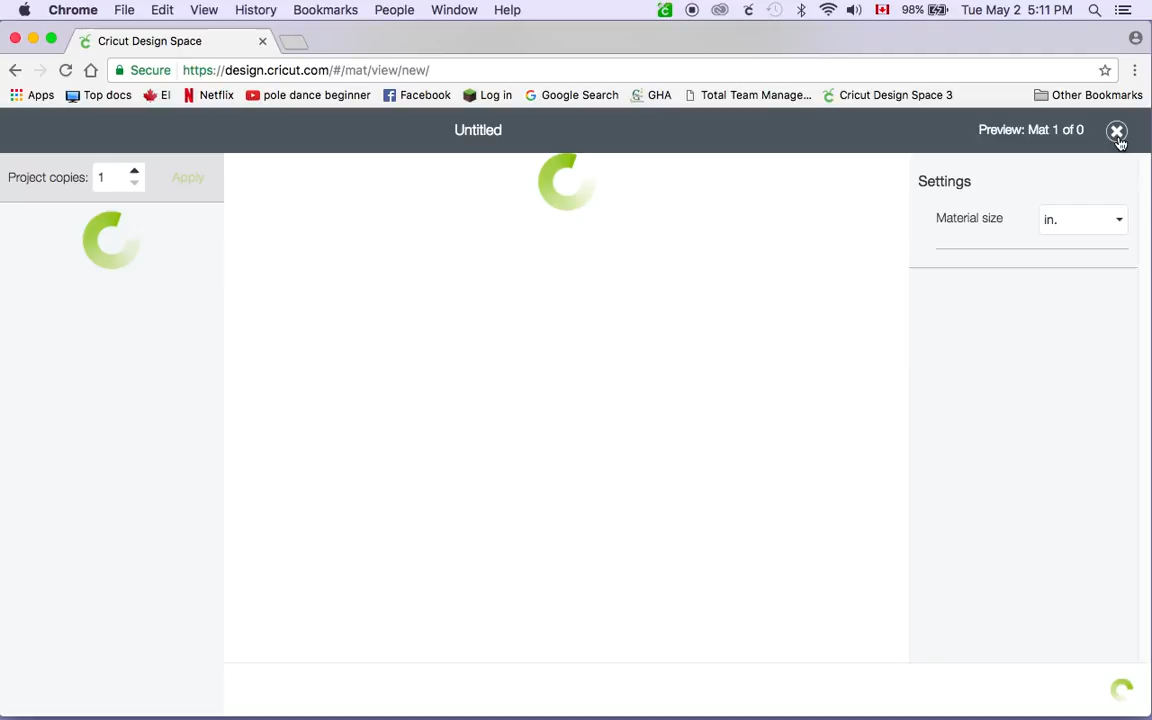 Chrome File Edit View History Bookmarks People Window Help 98% Tue May 2 5:11 PM
Cricut Design Space
Secure https://design.cricut.com/#/mat/view/new/
Apps Top docs EI Netflix pole dance beginner Facebook Log in Google Search GHA Total Team Manage... Cricut Design Space 3 Other Bookmarks
Untitled Preview: Mat 1 of 0
Project copies: 1 Apply
Settings
Material size in.